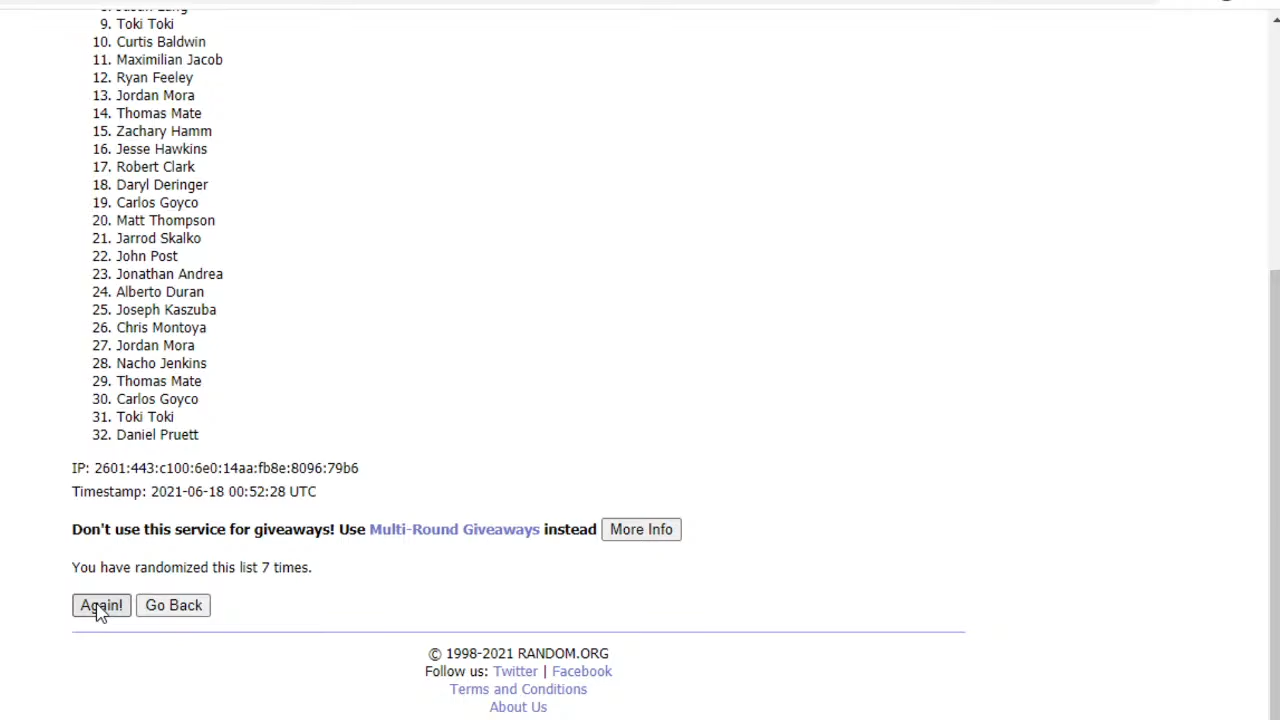 9. Toki Toki
10. Curtis Baldwin
11. Maximilian Jacob
12. Ryan Feeley
13. Jordan Mora
14. Thomas Mate
15. Zachary Hamm
16. Jesse Hawkins
17. Robert Clark
18. Daryl Deringer
19. Carlos Goyco
20. Matt Thompson
21. Jarrod Skalko
22. John Post
23. Jonathan Andrea
24. Alberto Duran
25. Joseph Kaszuba
26. Chris Montoya
27. Jordan Mora
28. Nacho Jenkins
29. Thomas Mate
30. Carlos Goyco
31. Toki Toki
32. Daniel Pruett
IP: 2601:443:c100:6e0:14aa:fb8e:8096:79b6
Timestamp: 2021-06-18 00:52:28 UTC
Don't use this service for giveaways! Use Multi-Round Giveaways instead More Info
You have randomized this list 7 times.
Again! Go Back
© 1998-2021 RANDOM.ORG
Follow us: Twitter | Facebook
Terms and Conditions
About Us